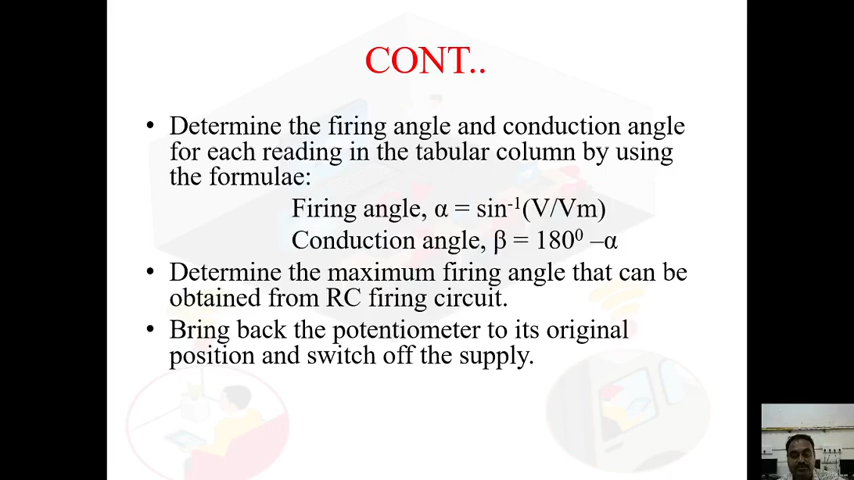 CONT..
• Determine the firing angle and conduction angle
for each reading in the tabular column by using
the formulae:
Firing angle, α = sin⁻¹(V/Vm)
Conduction angle, β = 180⁰ –α
• Determine the maximum firing angle that can be
obtained from RC firing circuit.
• Bring back the potentiometer to its original
position and switch off the supply.